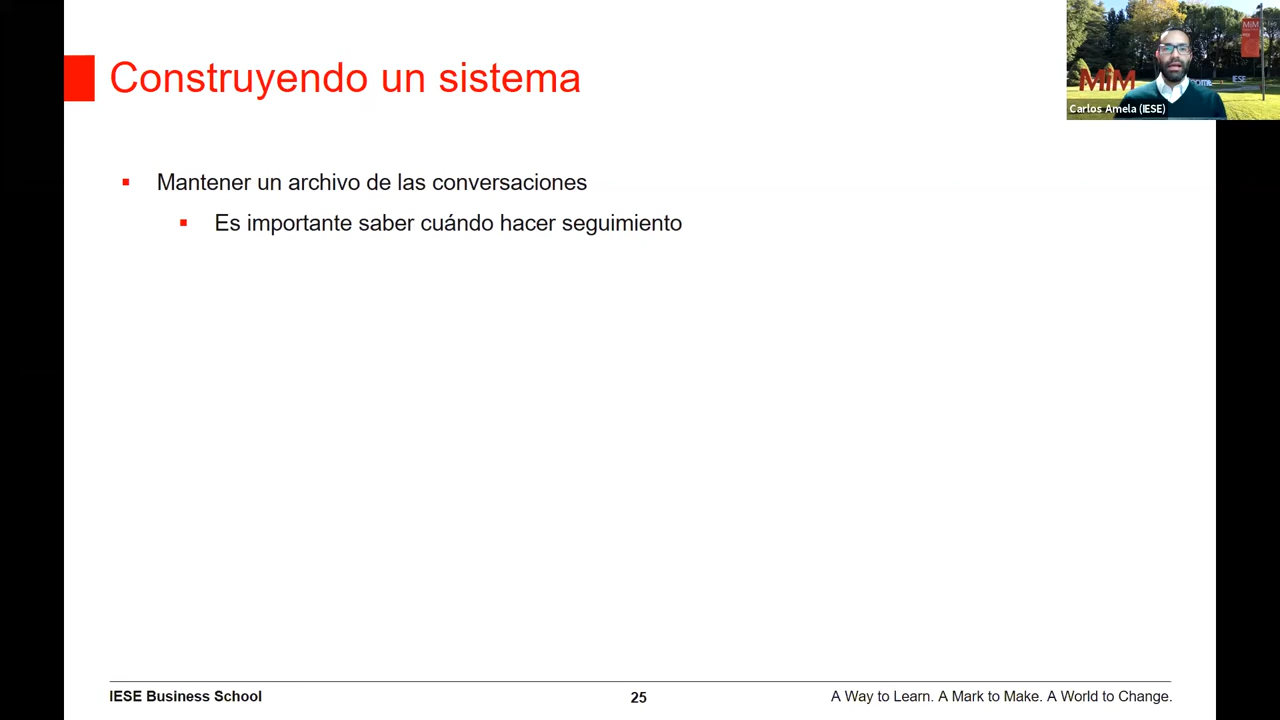 Construyendo un sistema
MiM
IESE
Carlos Amela (IESE)
Mantener un archivo de las conversaciones
Es importante saber cuándo hacer seguimiento
IESE Business School
25
A Way to Learn. A Mark to Make. A World to Change.